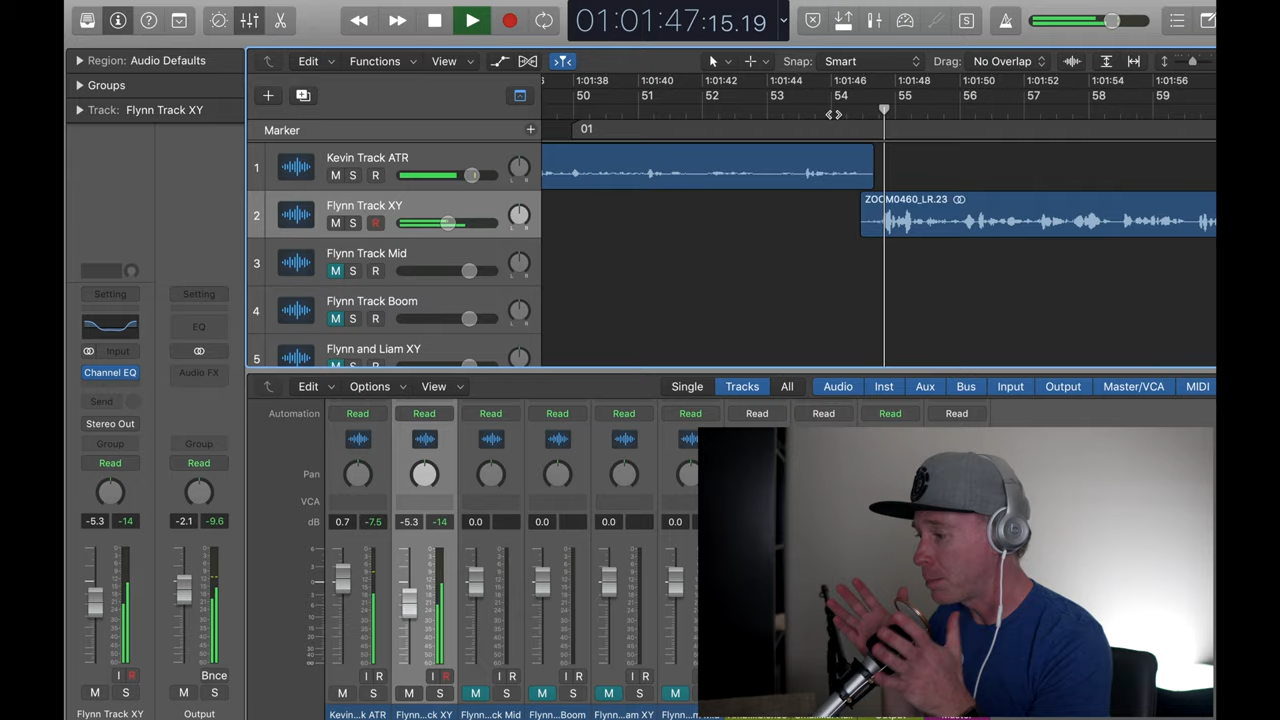 01:01:47:15.19
Region: Audio Defaults
Groups
Track: Flynn Track XY
Edit Functions View Snap: Smart Drag: No Overlap
1:01:38 1:01:40 1:01:42 1:01:44 1:01:46 1:01:48 1:01:50 1:01:52 1:01:54 1:01:56
50 51 52 53 54 55 56 57 58 59
Marker 01
1 Kevin Track ATR
M S R
2 Flynn Track XY ZOOM0460_LR.23
M S R
3 Flynn Track Mid
M S R
4 Flynn Track Boom
M S R
5 Flynn and Liam XY
Setting Setting
EQ
Input
Channel EQ Audio FX
Send
Stereo Out
Group Group
Read Read
-5.3 -14 -2.1 -9.6
I R Bnce
M S M S
Flynn Track XY Output
Edit Options View Single Tracks All Audio Inst Aux Bus Input Output Master/VCA MIDI
Automation Read Read Read Read Read Read Read Read Read Read
Pan
VCA
dB 0.7 -7.5 -5.3 -14 0.0 0.0 0.0 0.0
I R I R I R I R I R I
M S M S M S M S M S M
Kevin...k ATR Flynn...ck XY Flynn...ck Mid Flynn...Boom Flynn...am XY